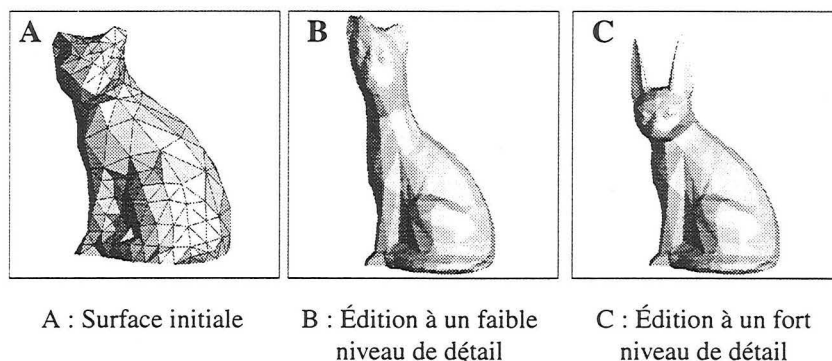 A
B
C
A : Surface initiale
B : Édition à un faible
niveau de détail
C : Édition à un fort
niveau de détail